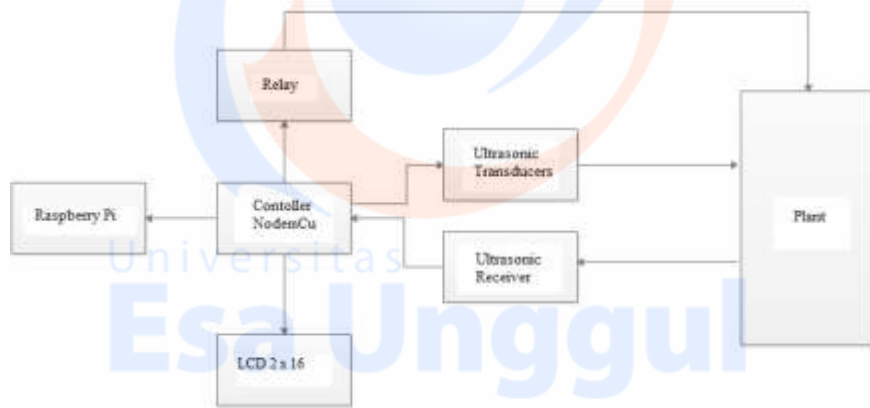 Relay
Ultrasonic
Transducers
Raspberry Pi
Contoller
NodemCu
Plant
Ultrasonic
Receiver
LCD 2 x 16
Universitas
Esa Unggul